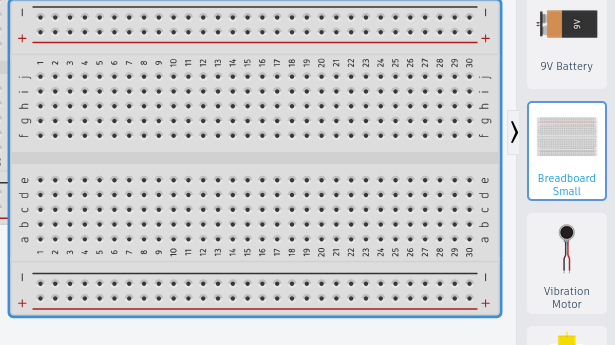 − −
+ +
1 2 3 4 5 6 7 8 9 10 11 12 13 14 15 16 17 18 19 20 21 22 23 24 25 26 27 28 29 30
j j
i i
h h
g g
f f
e e
d d
c c
b b
a a
1 2 3 4 5 6 7 8 9 10 11 12 13 14 15 16 17 18 19 20 21 22 23 24 25 26 27 28 29 30
− −
+ +
9V
9V Battery
Breadboard
Small
Vibration
Motor